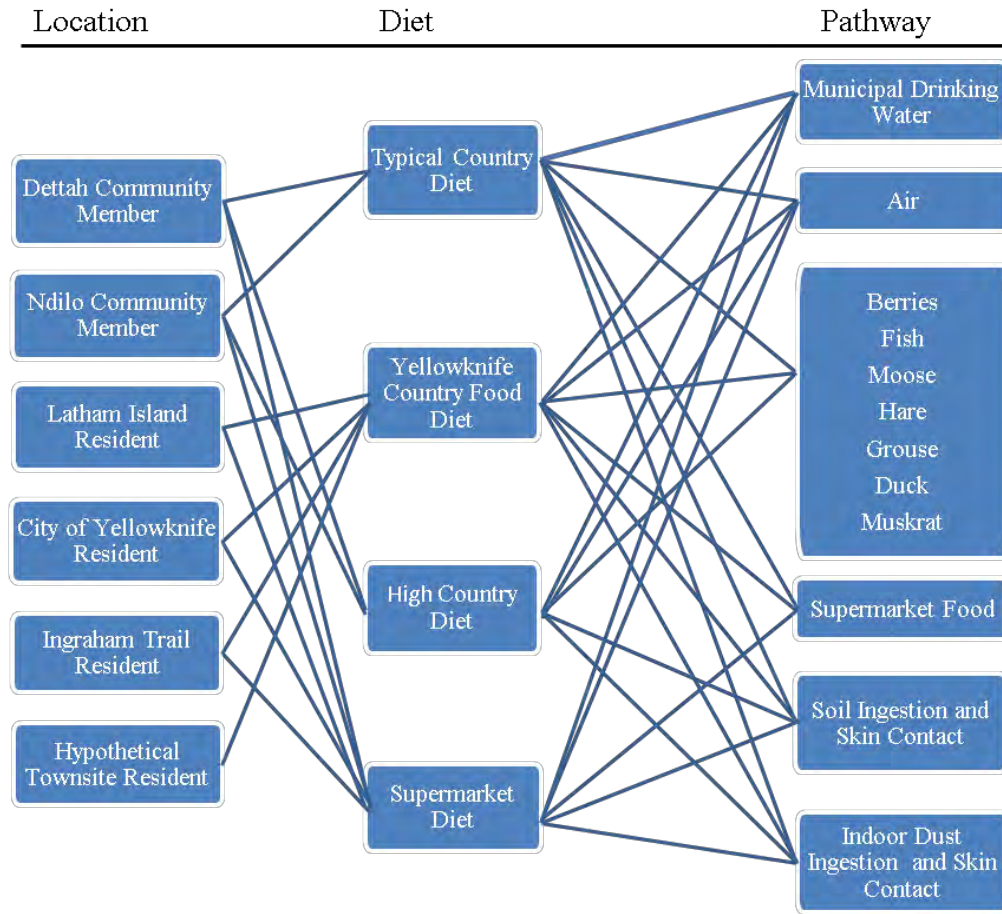 Location
Diet
Pathway
Dettah Community
Member
Ndilo Community
Member
Latham Island
Resident
City of Yellowknife
Resident
Ingraham Trail
Resident
Hypothetical
Townsite Resident
Typical Country
Diet
Yellowknife
Country Food
Diet
High Country
Diet
Supermarket
Diet
Municipal Drinking
Water
Air
Berries
Fish
Moose
Hare
Grouse
Duck
Muskrat
Supermarket Food
Soil Ingestion and
Skin Contact
Indoor Dust
Ingestion and Skin
Contact